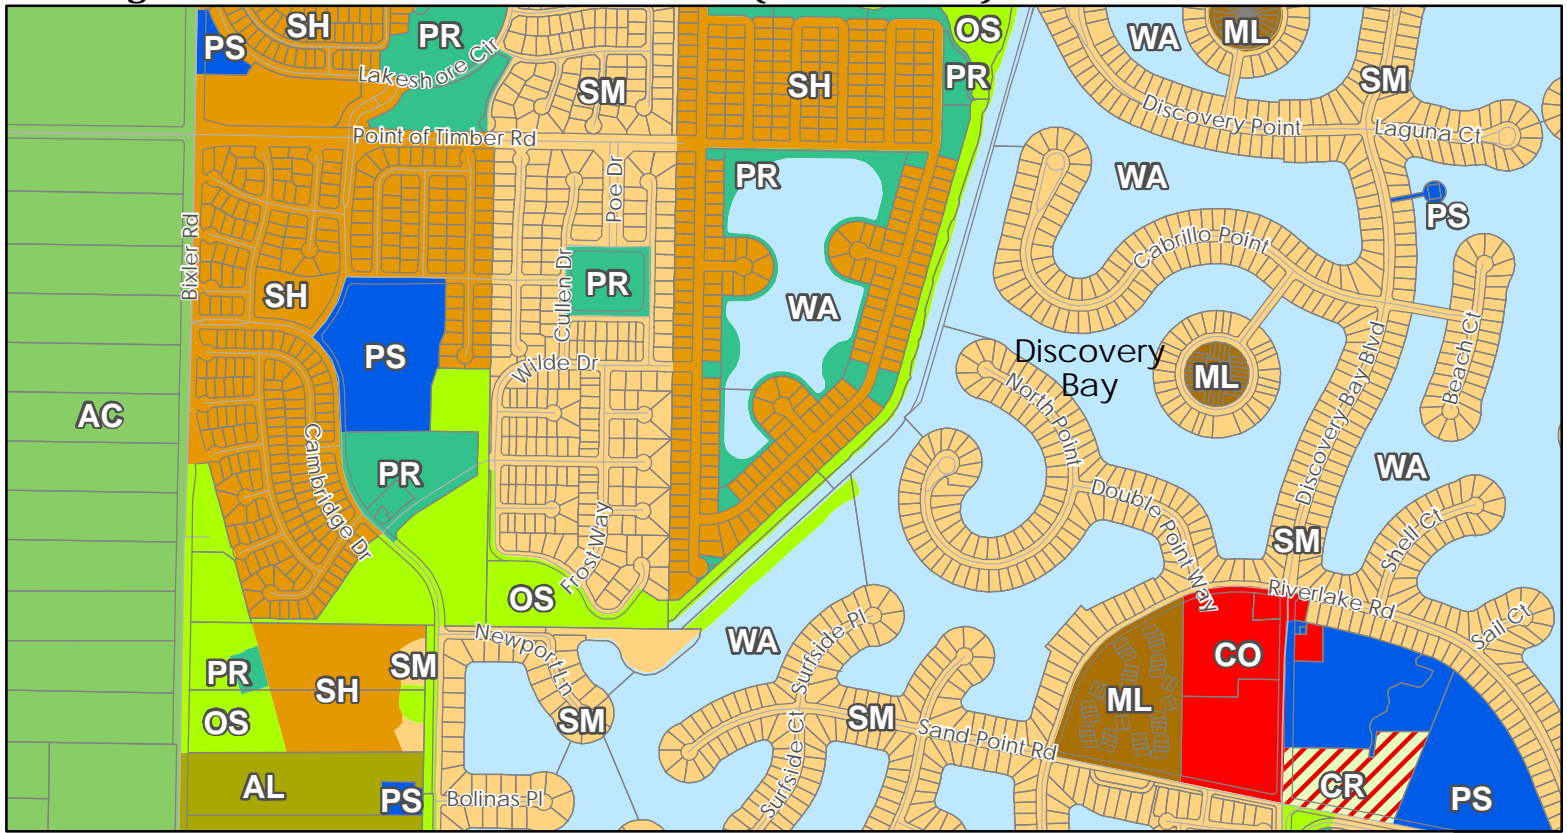 PS
SH
PR
Lakeshore Cir
SM
SH
OS
PR
WA
ML
SM
Discovery Point
Laguna Ct
Point of Timber Rd
Poe Dr
PR
WA
PS
Bixler Rd
SH
Cullen Dr
PR
WA
Cabrillo Point
PS
Wilde Dr
Discovery
Bay
North Point
ML
Discovery Bay Blvd
Beach Ct
AC
Cambridge Dr
PR
WA
Double Point Way
SM
Shell Ct
Frost Way
OS
Riverlake Rd
Sail Ct
Newport Ln
WA
Surfside Pl
PR
SM
SH
OS
SM
SM
Surfside Ct
Sand Point Rd
ML
CO
AL
PS
Bolinas Pl
CR
PS